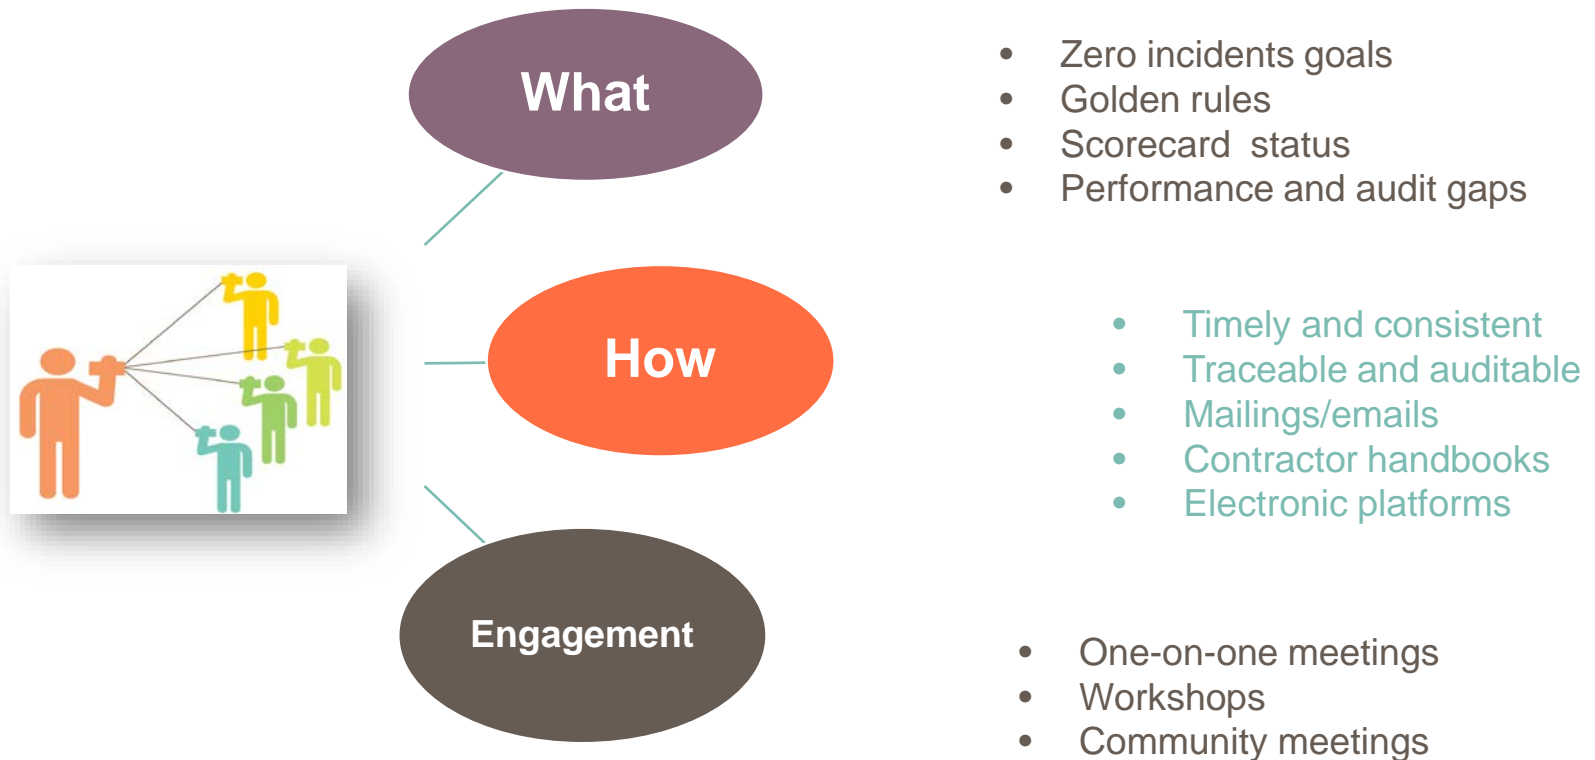 What
• Zero incidents goals
• Golden rules
• Scorecard status
• Performance and audit gaps
How
• Timely and consistent
• Traceable and auditable
• Mailings/emails
• Contractor handbooks
• Electronic platforms
Engagement
• One-on-one meetings
• Workshops
• Community meetings